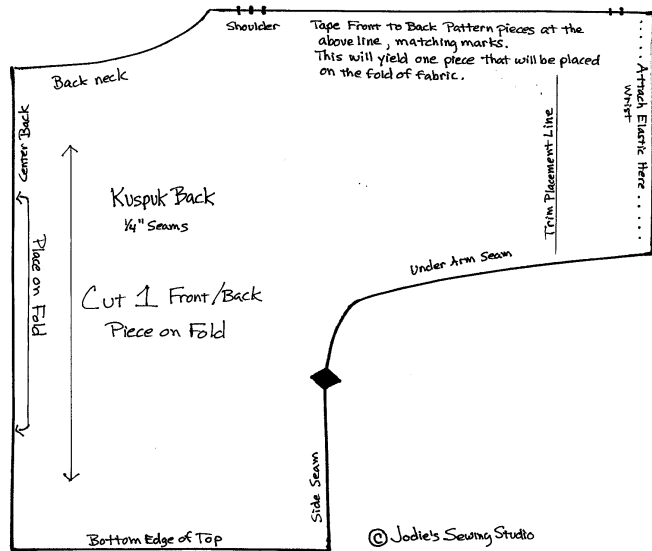 Shoulder
Tape Front to Back Pattern pieces at the
above line, matching marks.
This will yield one piece that will be placed
on the fold of fabric.
Back neck
Center Back
Place on Fold
Kuspuk Back
1/4" Seams
Cut 1 Front/Back
Piece on Fold
Trim Placement Line
Attach Elastic Here
Wrist
Under Arm Seam
Side Seam
Bottom Edge of Top
© Jodie's Sewing Studio